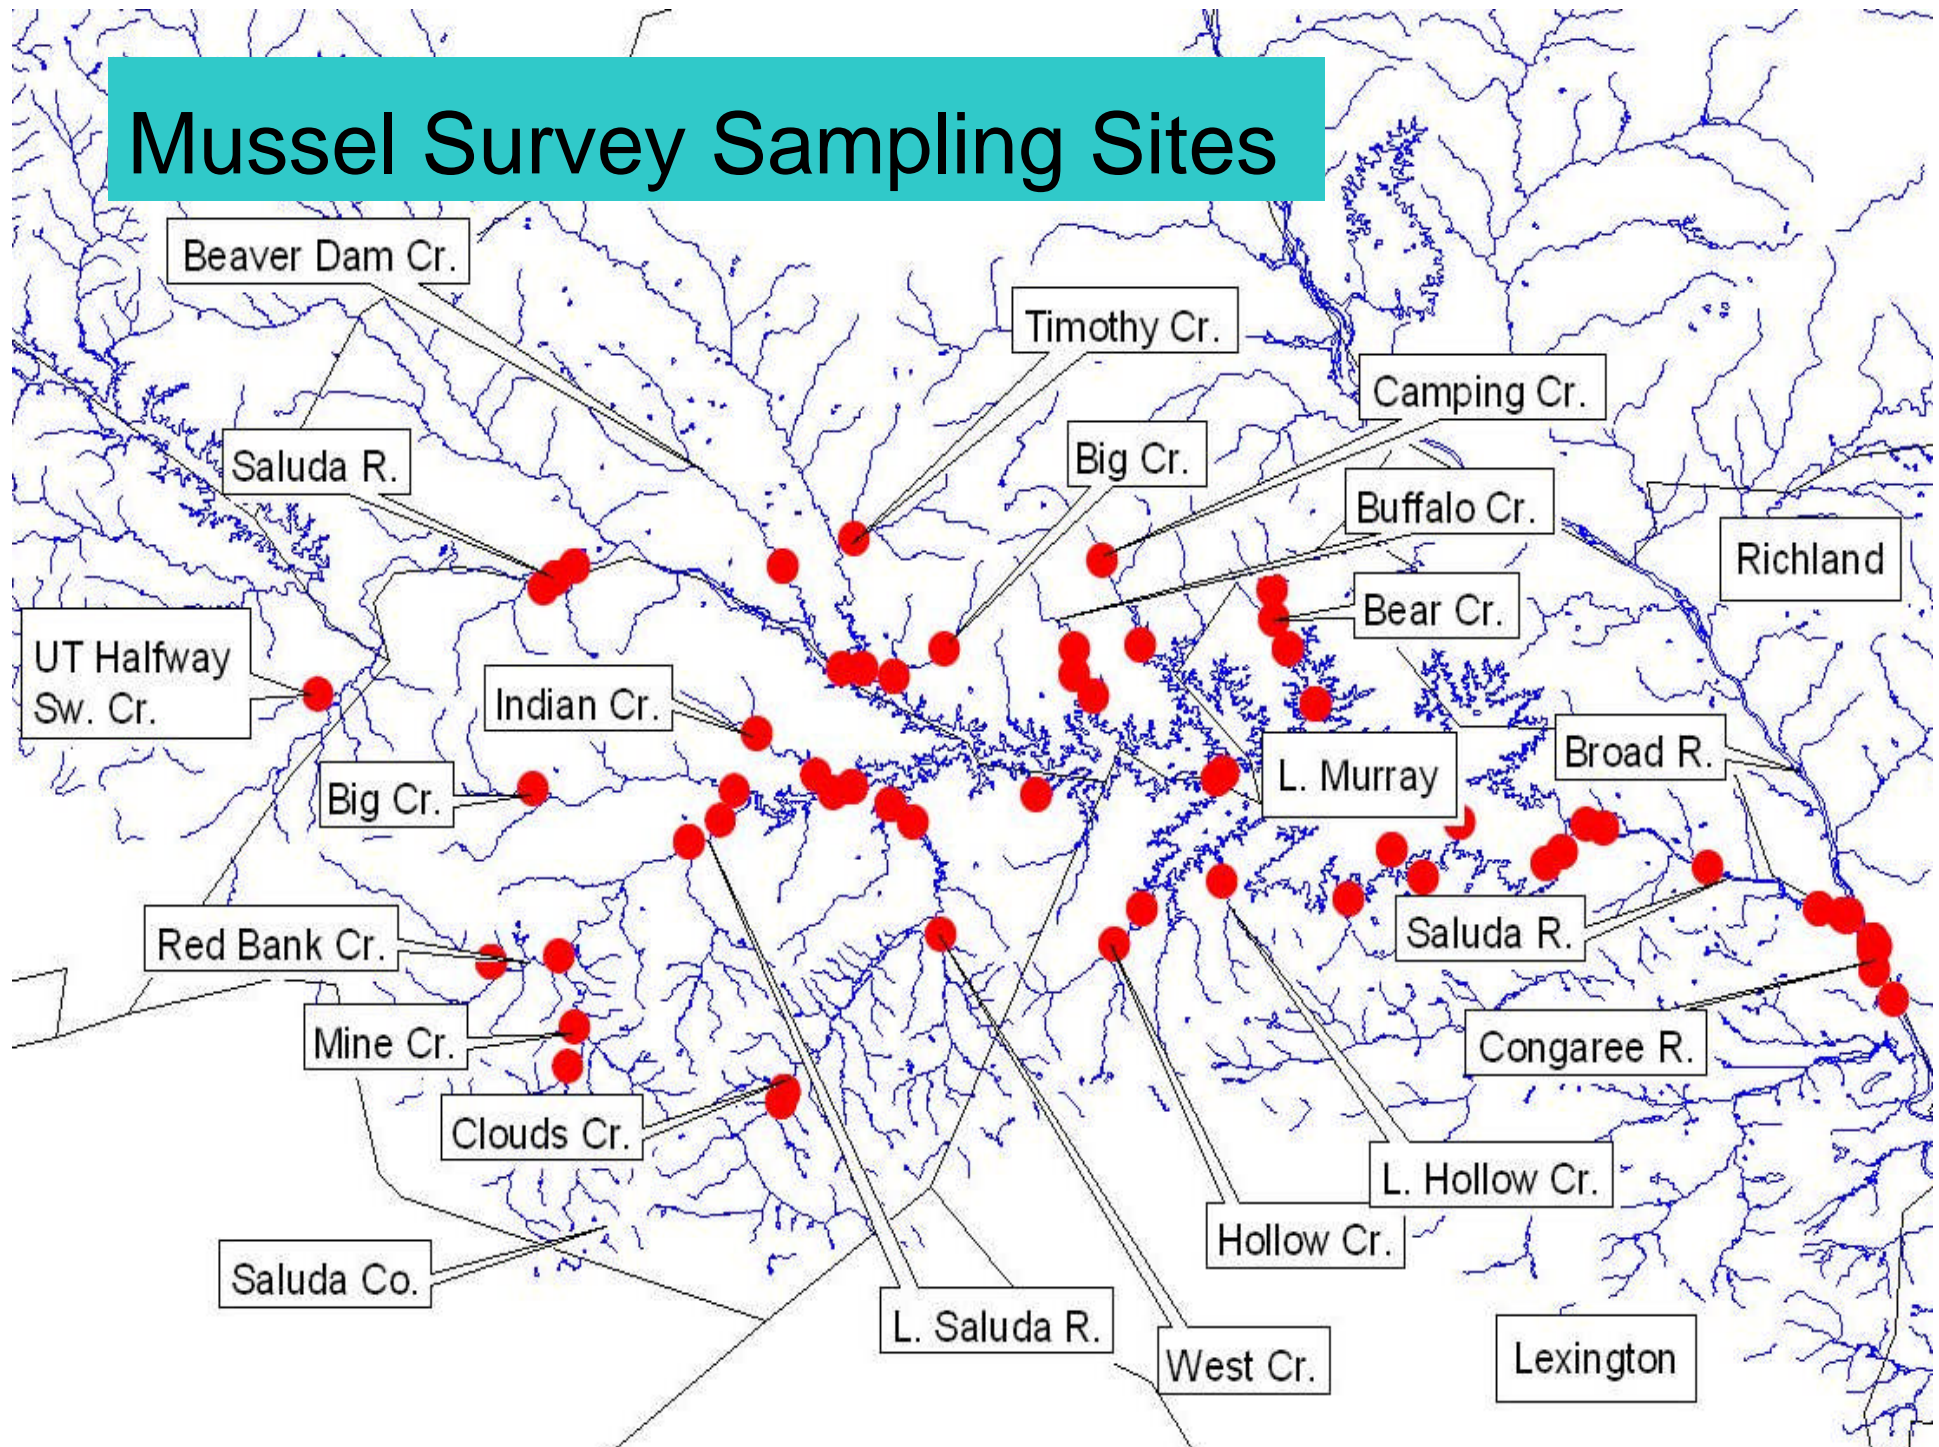 Mussel Survey Sampling Sites
Beaver Dam Cr.
Timothy Cr.
Camping Cr.
Saluda R.
Big Cr.
Buffalo Cr.
Richland
Bear Cr.
UT Halfway
Sw. Cr.
Indian Cr.
Broad R.
L. Murray
Big Cr.
Red Bank Cr.
Saluda R.
Mine Cr.
Congaree R.
Clouds Cr.
L. Hollow Cr.
Hollow Cr.
Saluda Co.
L. Saluda R.
West Cr.
Lexington